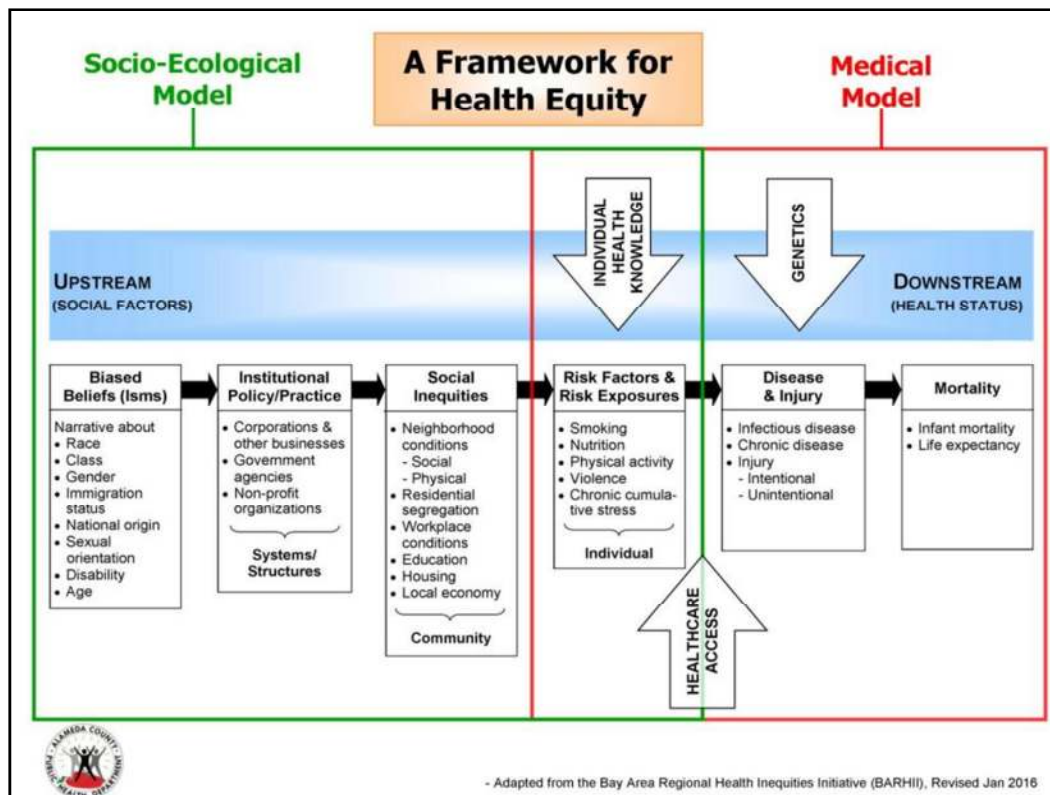 Socio-Ecological
Model
A Framework for
Health Equity
Medical
Model
INDIVIDUAL
HEALTH
KNOWLEDGE
GENETICS
UPSTREAM
(SOCIAL FACTORS)
DOWNSTREAM
(HEALTH STATUS)
Biased
Beliefs (Isms)
Narrative about
• Race
• Class
• Gender
• Immigration
status
• National origin
• Sexual
orientation
• Disability
• Age
Institutional
Policy/Practice
• Corporations &
other businesses
• Government
agencies
• Non-profit
organizations
Systems/
Structures
Social
Inequities
• Neighborhood
conditions
- Social
- Physical
• Residential
segregation
• Workplace
conditions
• Education
• Housing
• Local economy
Community
Risk Factors &
Risk Exposures
• Smoking
• Nutrition
• Physical activity
• Violence
• Chronic cumula-
tive stress
Individual
Disease
& Injury
• Infectious disease
• Chronic disease
• Injury
- Intentional
- Unintentional
Mortality
• Infant mortality
• Life expectancy
HEALTHCARE
ACCESS
ALAMEDA COUNTY
PUBLIC HEALTH DEPARTMENT
- Adapted from the Bay Area Regional Health Inequities Initiative (BARHII), Revised Jan 2016